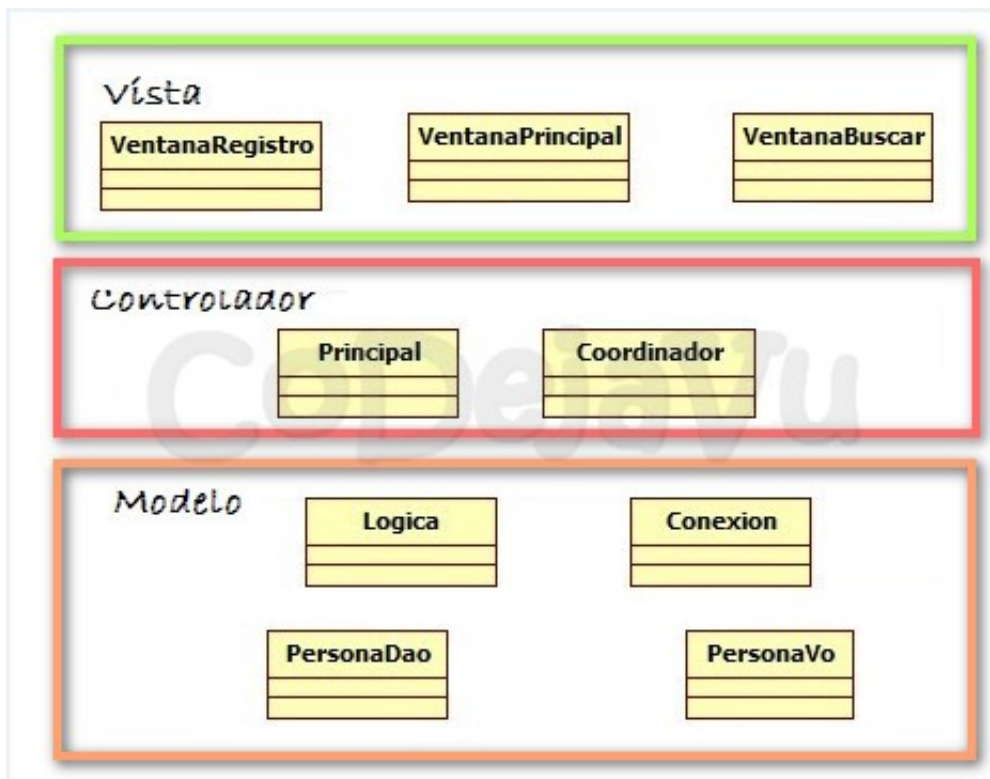 Vista
VentanaRegistro
VentanaPrincipal
VentanaBuscar
Controlador
Principal
Coordinador
CoDejaVu
Modelo
Logica
Conexion
PersonaDao
PersonaVo